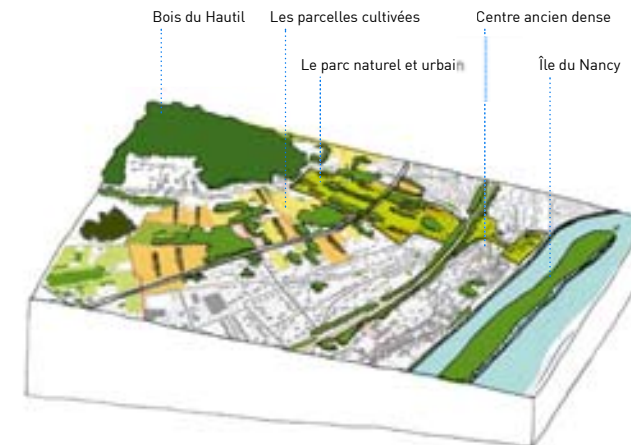 Bois du Hautil
Les parcelles cultivées
Centre ancien dense
Le parc naturel et urbain
Île du Nancy